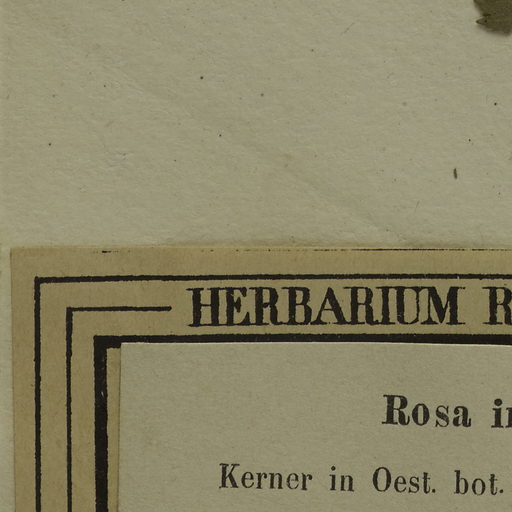 HERBARIUM R
Rosa in
Kerner in Oest. bot.